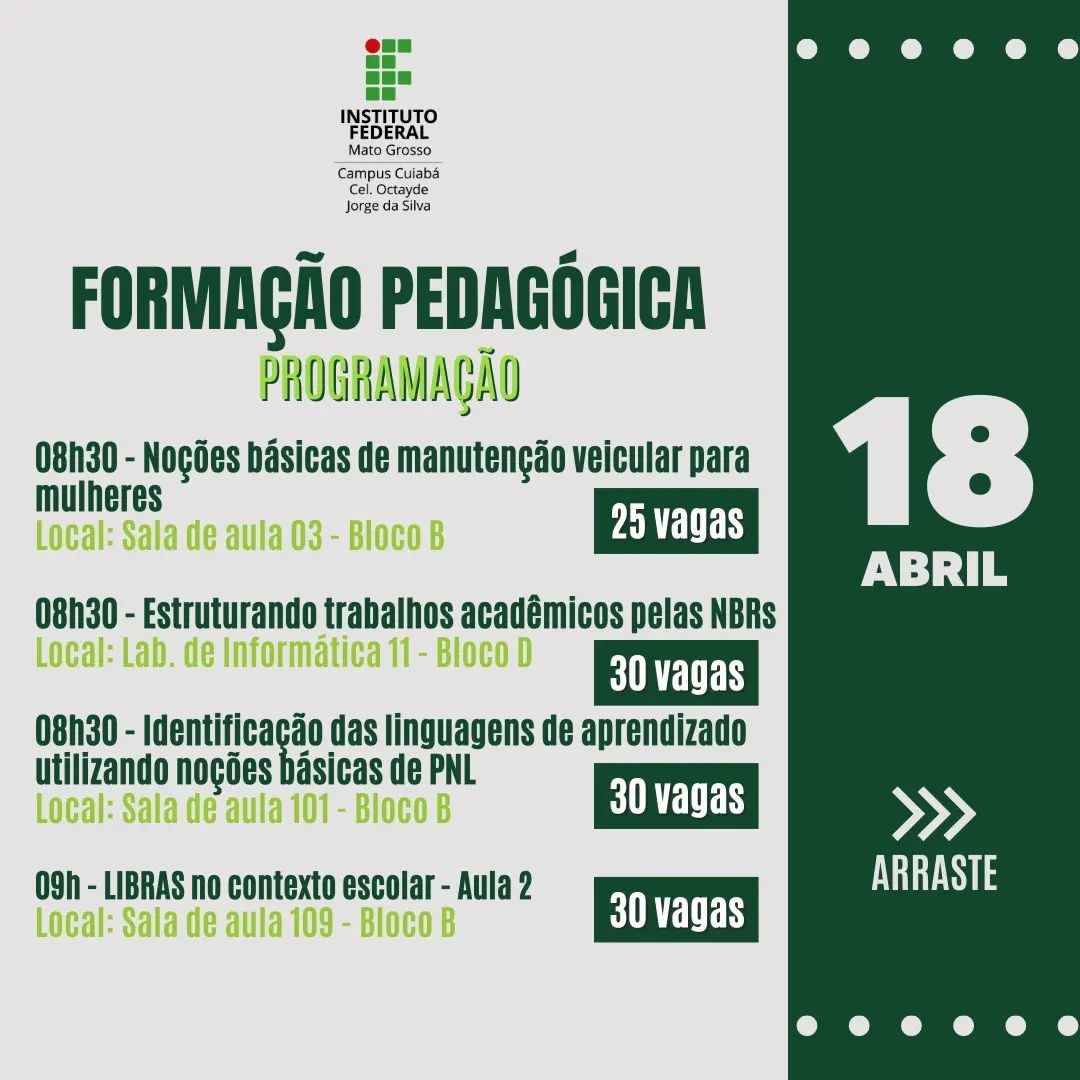 INSTITUTO
FEDERAL
Mato Grosso
Campus Cuiabá
Cel. Octayde
Jorge da Silva
FORMAÇÃO PEDAGÓGICA
PROGRAMAÇÃO
08h30 - Noções básicas de manutenção veicular para
mulheres
Local: Sala de aula 03 - Bloco B
25 vagas
08h30 - Estruturando trabalhos acadêmicos pelas NBRs
Local: Lab. de Informática 11 - Bloco D
30 vagas
08h30 - Identificação das linguagens de aprendizado
utilizando noções básicas de PNL
Local: Sala de aula 101 - Bloco B
30 vagas
09h - LIBRAS no contexto escolar - Aula 2
Local: Sala de aula 109 - Bloco B
30 vagas
18
ABRIL
ARRASTE